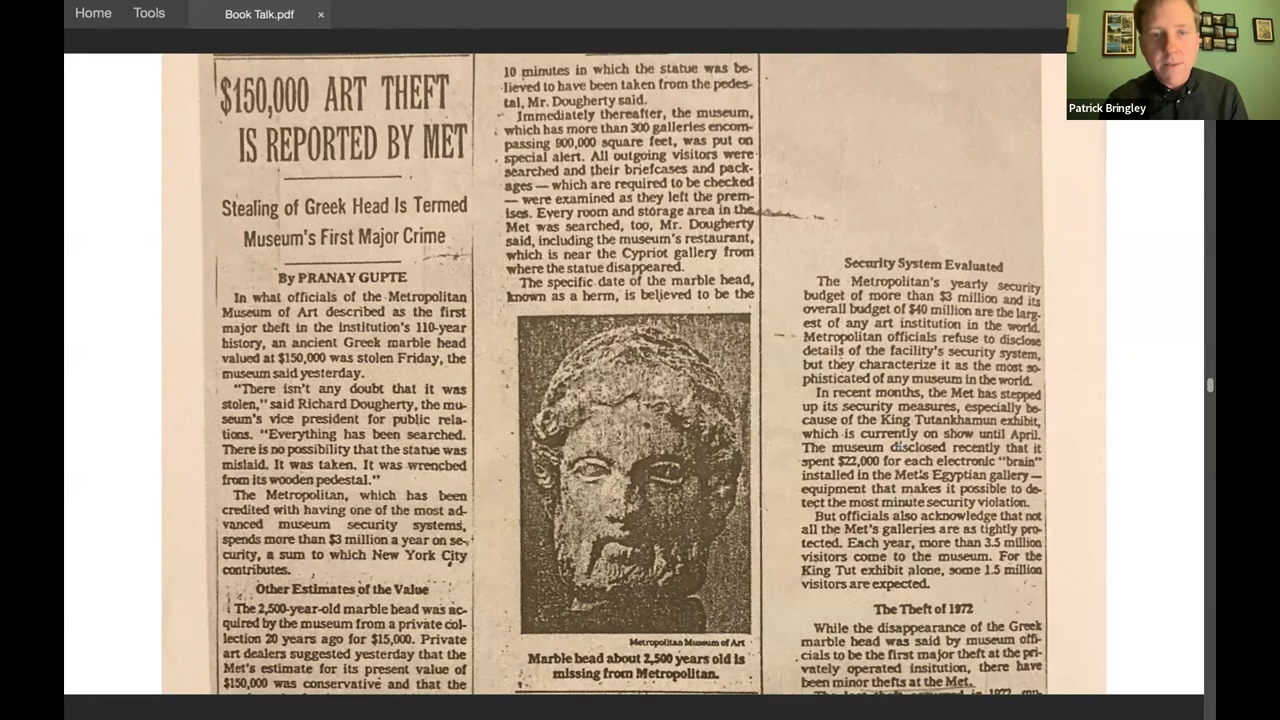 Home
Tools
Book Talk.pdf
×
Patrick Bringley
$150,000 ART THEFT
IS REPORTED BY MET
Stealing of Greek Head Is Termed
Museum's First Major Crime
By PRANAY GUPTE
In what officials of the Metropolitan
Museum of Art described as the first
major theft in the institution's 110-year
history, an ancient Greek marble head
valued at $150,000 was stolen Friday, the
museum said yesterday.
"There isn't any doubt that it was
stolen," said Richard Dougherty, the mu-
seum's vice president for public rela-
tions. "Everything has been searched.
There is no possibility that the statue was
mislaid. It was taken. It was wrenched
from its wooden pedestal."
The Metropolitan, which has been
credited with having one of the most ad-
vanced museum security systems,
spends more than $3 million a year on se-
curity, a sum to which New York City
contributes.
Other Estimates of the Value
The 2,500-year-old marble head was ac-
quired by the museum from a private col-
lection 20 years ago for $15,000. Private
art dealers suggested yesterday that the
Met's estimate for its present value of
$150,000 was conservative and that the
10 minutes in which the statue was be-
lieved to have been taken from the pedes-
tal, Mr. Dougherty said.
Immediately thereafter, the museum,
which has more than 300 galleries encom-
passing 900,000 square feet, was put on
special alert. All outgoing visitors were
searched and their briefcases and pack-
ages — which are required to be checked
— were examined as they left the prem-
ises. Every room and storage area in the
Met was searched, too, Mr. Dougherty
said, including the museum's restaurant,
which is near the Cypriot gallery from
where the statue disappeared.
The specific date of the marble head,
known as a herm, is believed to be the
Metropolitan Museum of Art
Marble head about 2,500 years old is
missing from Metropolitan.
Security System Evaluated
The Metropolitan's yearly security
budget of more than $3 million and its
overall budget of $40 million are the larg-
est of any art institution in the world.
Metropolitan officials refuse to disclose
details of the facility's security system,
but they characterize it as the most so-
phisticated of any museum in the world.
In recent months, the Met has stepped
up its security measures, especially be-
cause of the King Tutankhamun exhibit,
which is currently on show until April.
The museum disclosed recently that it
spent $22,000 for each electronic "brain"
installed in the Met's Egyptian gallery —
equipment that makes it possible to de-
tect the most minute security violation.
But officials also acknowledge that not
all the Met's galleries are as tightly pro-
tected. Each year, more than 3.5 million
visitors come to the museum. For the
King Tut exhibit alone, some 1.5 million
visitors are expected.
The Theft of 1972
While the disappearance of the Greek
marble head was said by museum offi-
cials to be the first major theft at the pri-
vately operated insitution, there have
been minor thefts at the Met.